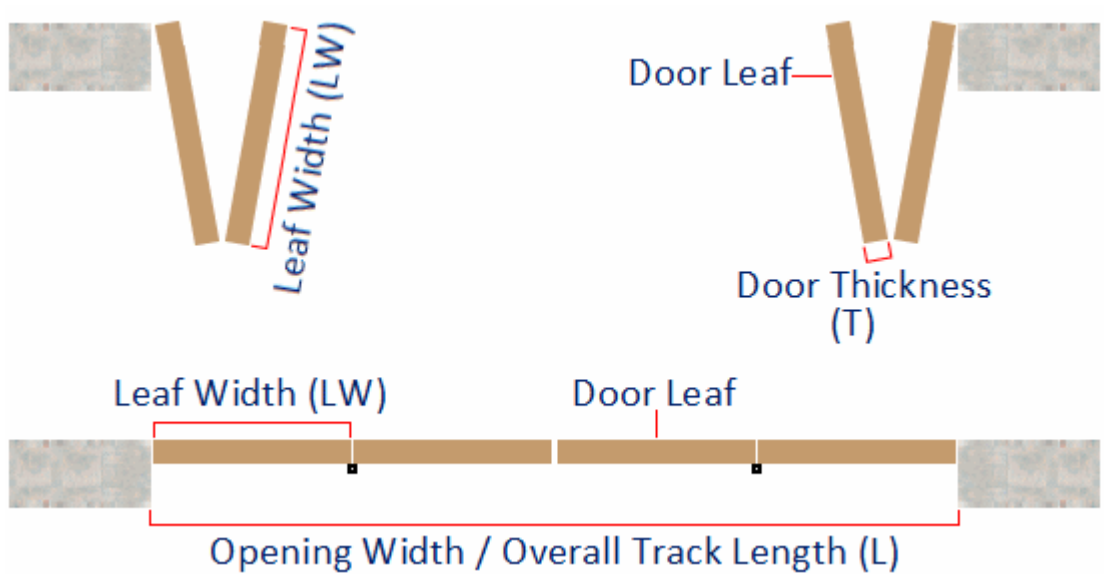 Leaf Width (LW)
Door Leaf
Door Thickness
(T)
Leaf Width (LW)
Door Leaf
Opening Width / Overall Track Length (L)